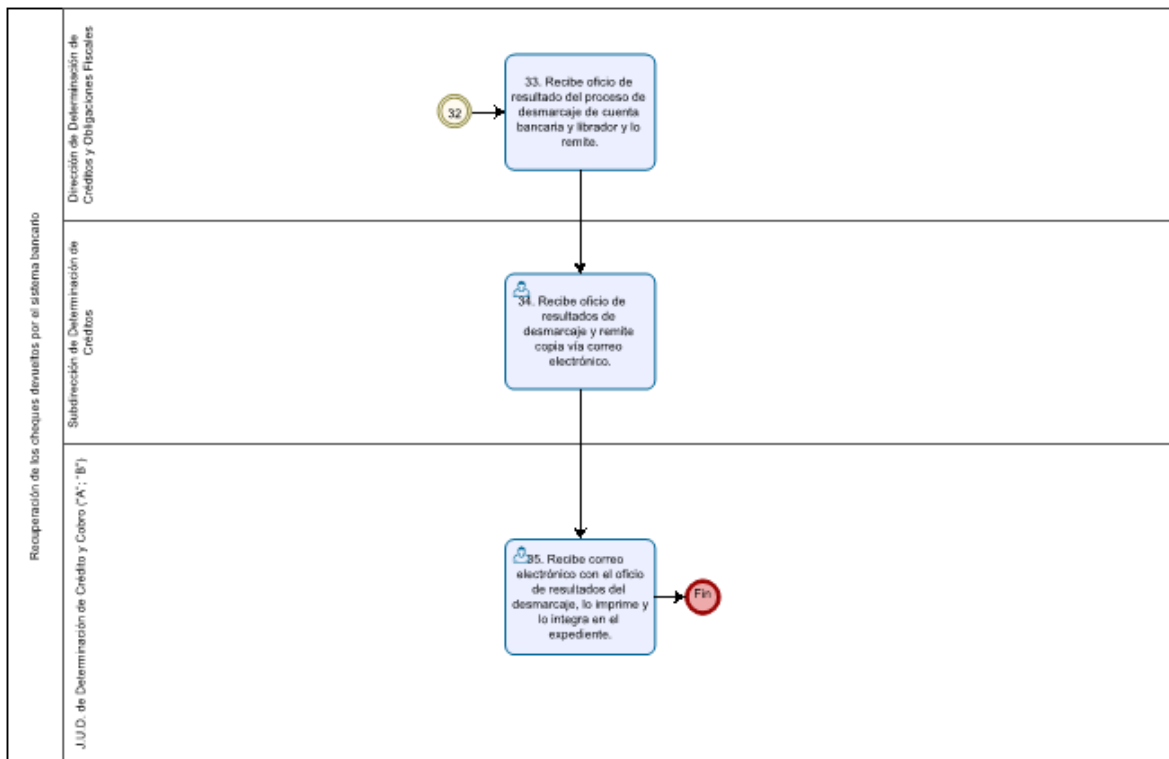 Recuperación de los cheques devueltos por el sistema bancario
Dirección de Determinación de
Créditos y Obligaciones Fiscales
32
33. Recibe oficio de
resultado del proceso de
desmarcaje de cuenta
bancaria y librador y lo
remite.
Subdirección de Determinación de
Créditos
34. Recibe oficio de
resultados de
desmarcaje y remite
copia vía correo
electrónico.
J.U.D. de Determinación de Crédito y Cobro ("A"; "B")
35. Recibe correo
electrónico con el oficio
de resultados del
desmarcaje, lo imprime y
lo integra en el
expediente.
Fin